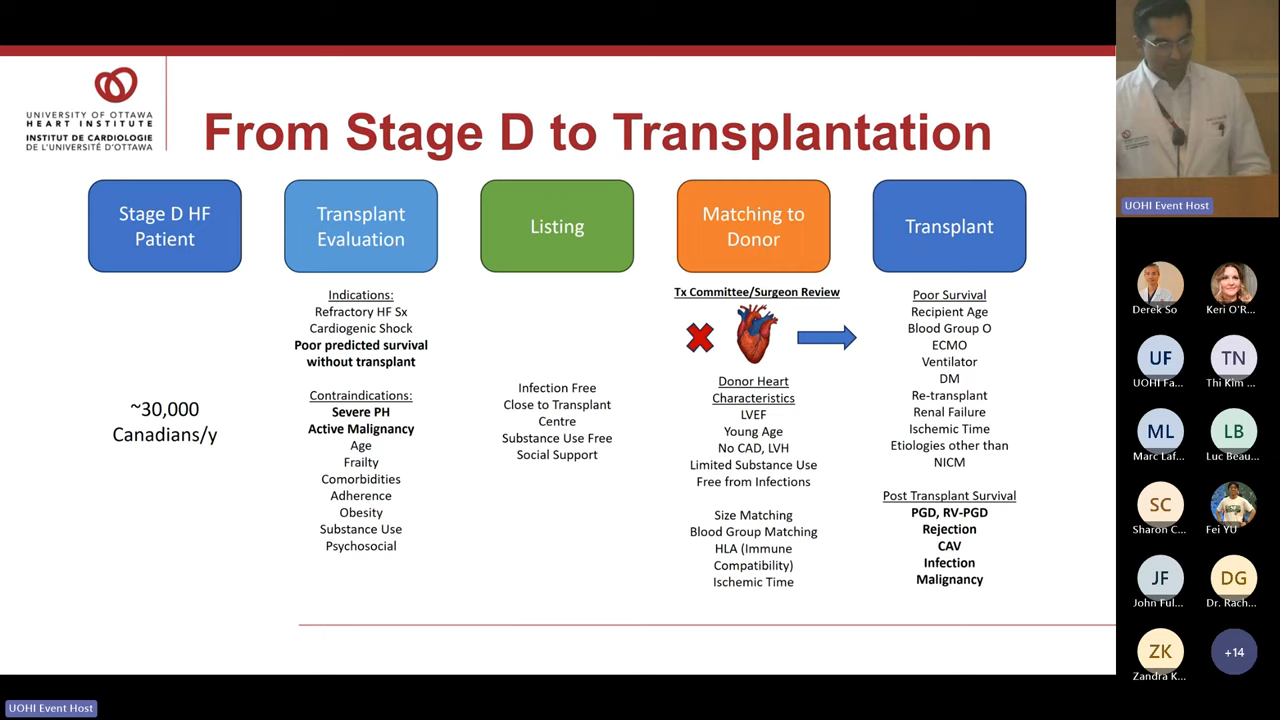 UNIVERSITY OF OTTAWA
HEART INSTITUTE
INSTITUT DE CARDIOLOGIE
DE L'UNIVERSITÉ D'OTTAWA
From Stage D to Transplantation
Stage D HF
Patient
~30,000
Canadians/y
Transplant
Evaluation
Indications:
Refractory HF Sx
Cardiogenic Shock
Poor predicted survival
without transplant
Contraindications:
Severe PH
Active Malignancy
Age
Frailty
Comorbidities
Adherence
Obesity
Substance Use
Psychosocial
Listing
Infection Free
Close to Transplant
Centre
Substance Use Free
Social Support
Matching to
Donor
Tx Committee/Surgeon Review
Donor Heart
Characteristics
LVEF
Young Age
No CAD, LVH
Limited Substance Use
Free from Infections
Size Matching
Blood Group Matching
HLA (Immune
Compatibility)
Ischemic Time
Transplant
Poor Survival
Recipient Age
Blood Group O
ECMO
Ventilator
DM
Re-transplant
Renal Failure
Ischemic Time
Etiologies other than
NICM
Post Transplant Survival
PGD, RV-PGD
Rejection
CAV
Infection
Malignancy
UOHI Event Host
Derek So
Keri O'R...
UF
UOHI Fa...
TN
Thi Kim ...
ML
Marc Laf...
LB
Luc Beau...
SC
Sharon C...
Fei YU
JF
John Ful...
DG
Dr. Rach...
ZK
Zandra K...
+14
UOHI Event Host